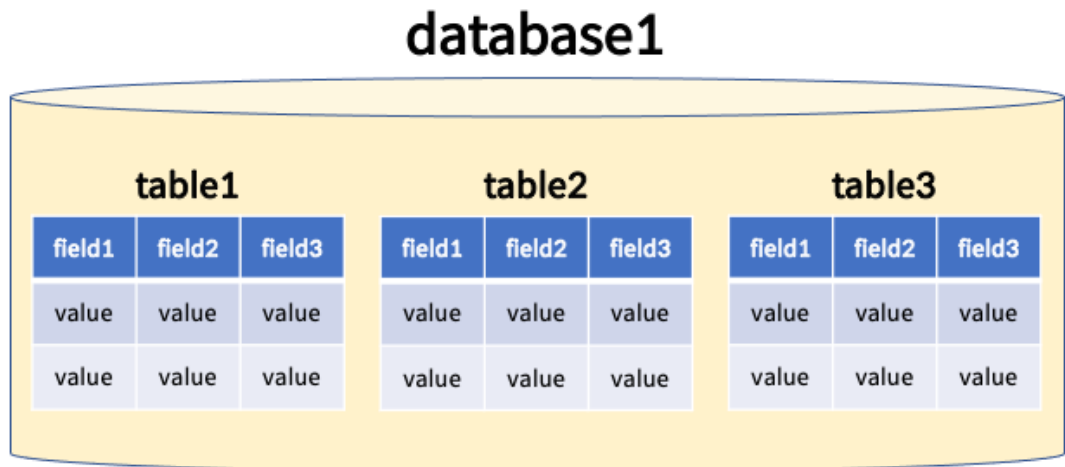 database1
table1 table2 table3
field1 field2 field3 field1 field2 field3 field1 field2 field3
value value value value value value value value value
value value value value value value value value value